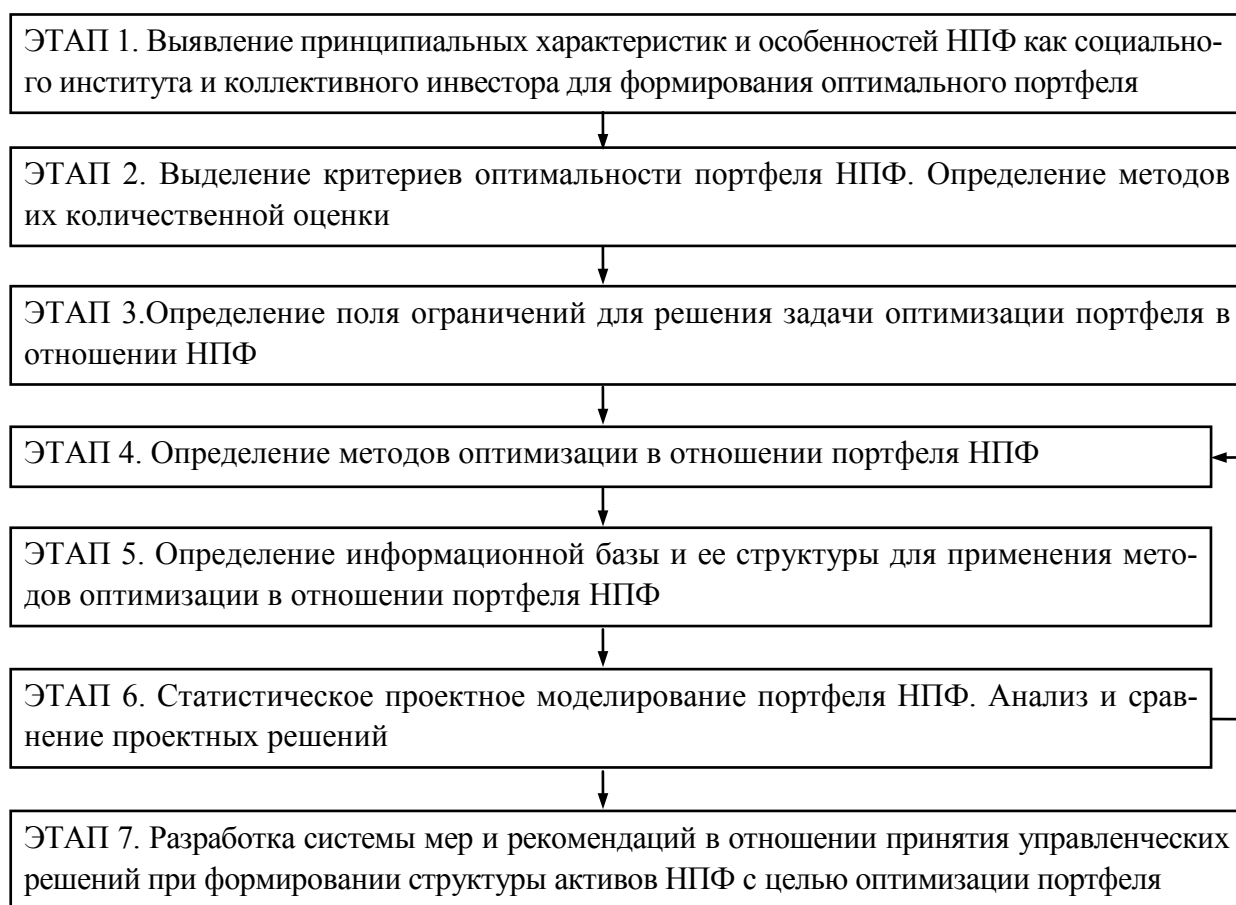 ЭТАП 1. Выявление принципиальных характеристик и особенностей НПФ как социально-
го института и коллективного инвестора для формирования оптимального портфеля
ЭТАП 2. Выделение критериев оптимальности портфеля НПФ. Определение методов
их количественной оценки
ЭТАП 3.Определение поля ограничений для решения задачи оптимизации портфеля в
отношении НПФ
ЭТАП 4. Определение методов оптимизации в отношении портфеля НПФ
ЭТАП 5. Определение информационной базы и ее структуры для применения мето-
дов оптимизации в отношении портфеля НПФ
ЭТАП 6. Статистическое проектное моделирование портфеля НПФ. Анализ и срав-
нение проектных решений
ЭТАП 7. Разработка системы мер и рекомендаций в отношении принятия управленческих
решений при формировании структуры активов НПФ с целью оптимизации портфеля